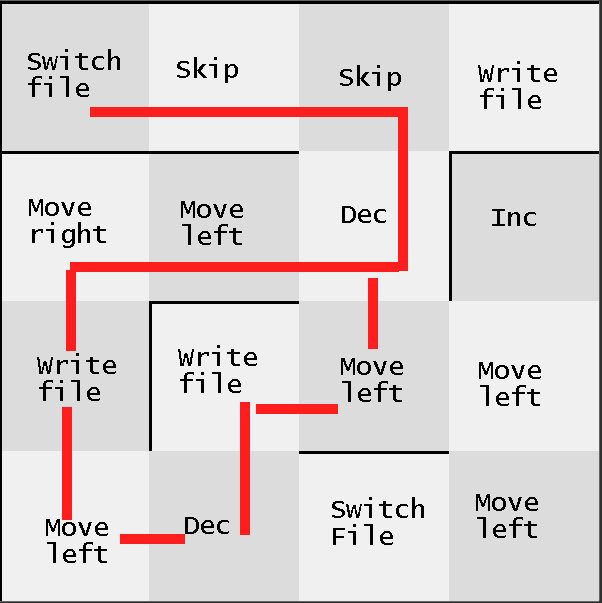 Switch
file
Skip
Skip
Write
file
Move
right
Move
left
Dec
Inc
Write
file
Write
file
Move
left
Move
left
Move
left
Dec
Switch
File
Move
left